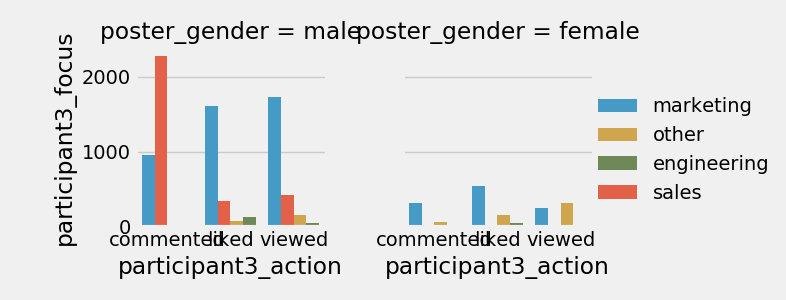 poster_gender = male
poster_gender = female
participant3_focus
2000
1000
0
commented
liked
viewed
commented
liked
viewed
participant3_action
participant3_action
marketing
other
engineering
sales